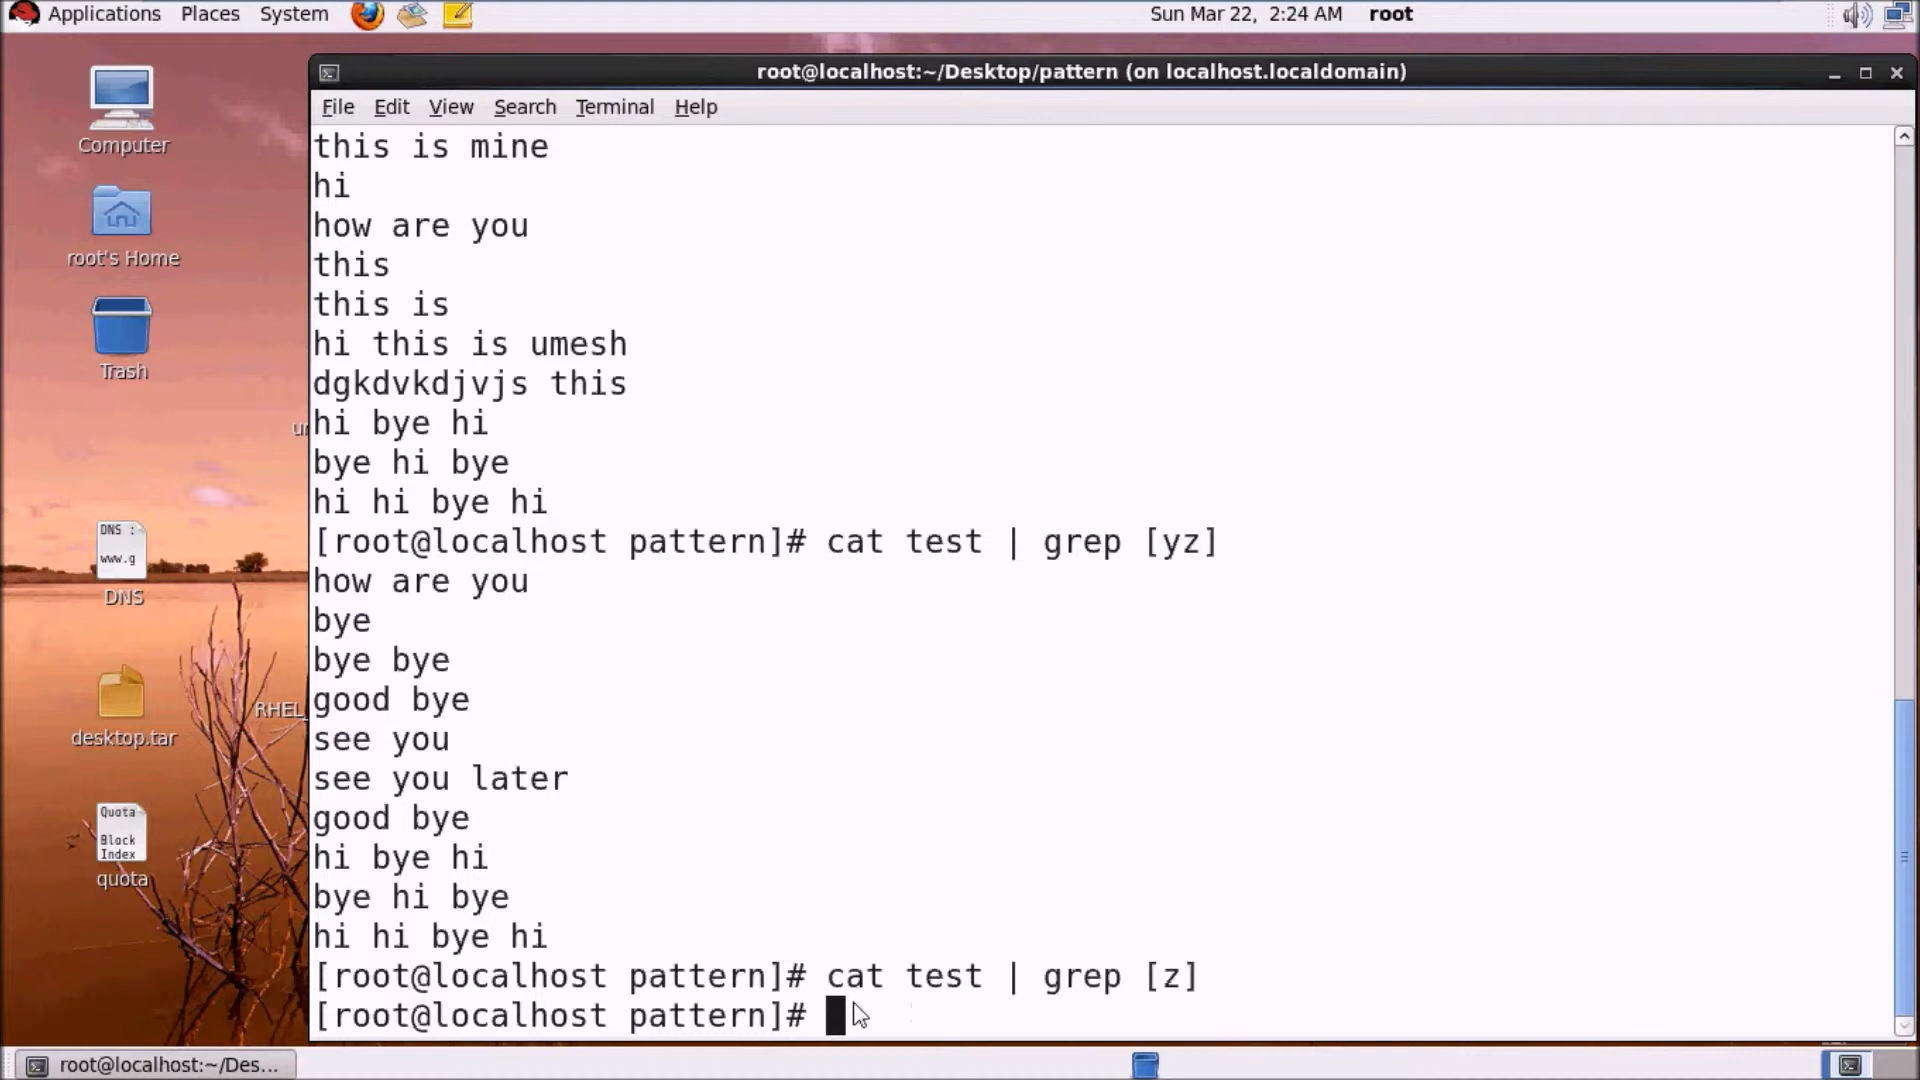 Applications Places System
Sun Mar 22, 2:24 AM root
root@localhost:~/Desktop/pattern (on localhost.localdomain)
File Edit View Search Terminal Help
Computer
root's Home
Trash
DNS :
www.g
DNS
desktop.tar
Quota
Block
Index
quota
RHEL
this is mine
hi
how are you
this
this is
hi this is umesh
dgkdvkdjvjs this
hi bye hi
bye hi bye
hi hi bye hi
[root@localhost pattern]# cat test | grep [yz]
how are you
bye
bye bye
good bye
see you
see you later
good bye
hi bye hi
bye hi bye
hi hi bye hi
[root@localhost pattern]# cat test | grep [z]
[root@localhost pattern]#
root@localhost:~/Des...